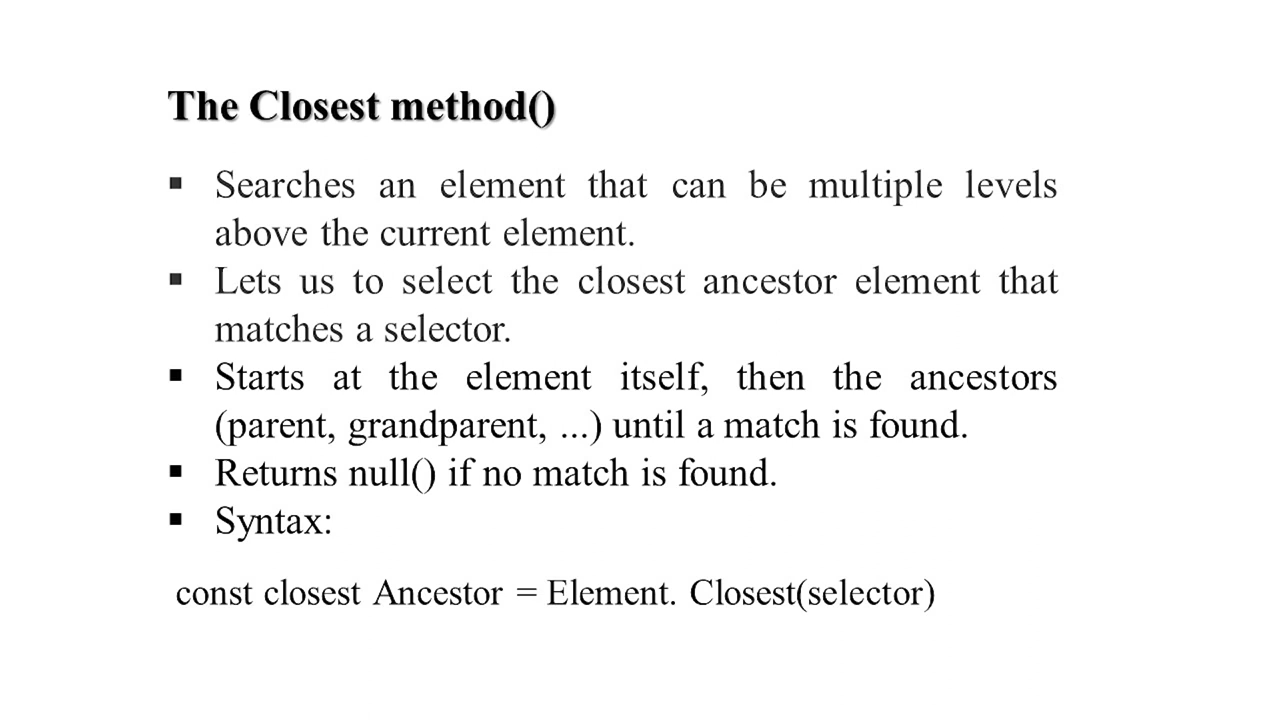 The Closest method()
▪ Searches an element that can be multiple levels
above the current element.
▪ Lets us to select the closest ancestor element that
matches a selector.
▪ Starts at the element itself, then the ancestors
(parent, grandparent, ...) until a match is found.
▪ Returns null() if no match is found.
▪ Syntax:
const closest Ancestor = Element. Closest(selector)